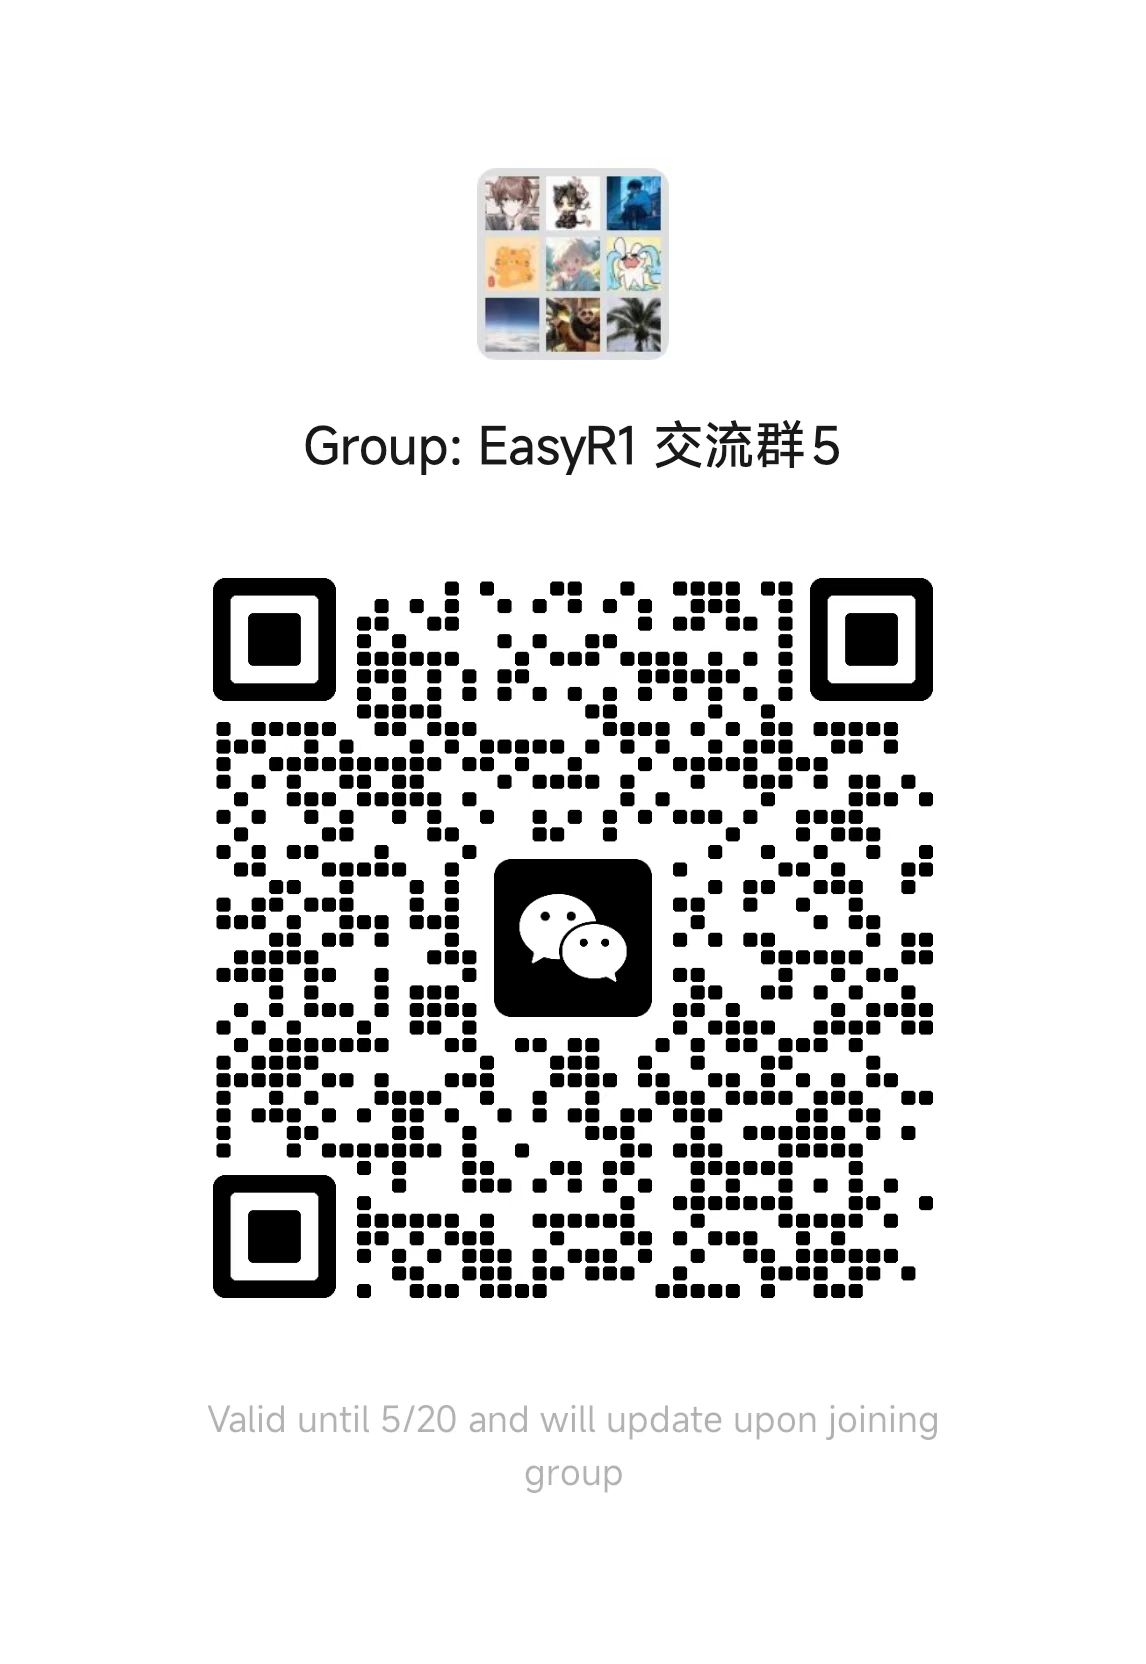 Group: EasyR1 交流群5
Valid until 5/20 and will update upon joining
group